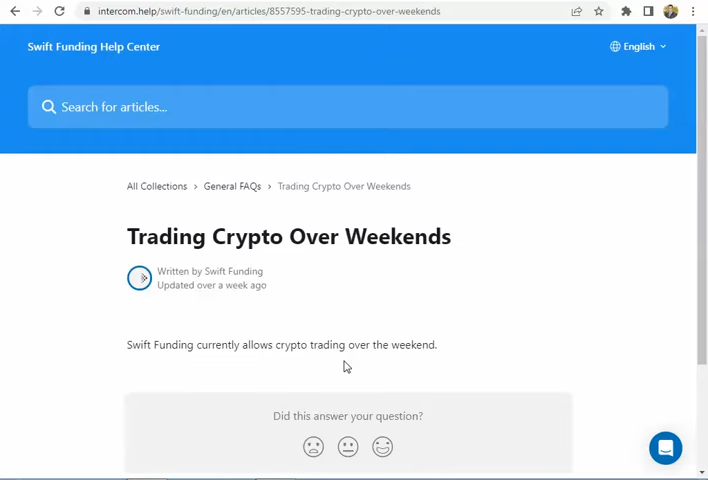 intercom.help/swift-funding/en/articles/8557595-trading-crypto-over-weekends
Swift Funding Help Center
English
Search for articles...
All Collections > General FAQs > Trading Crypto Over Weekends
Trading Crypto Over Weekends
Written by Swift Funding
Updated over a week ago
Swift Funding currently allows crypto trading over the weekend.
Did this answer your question?